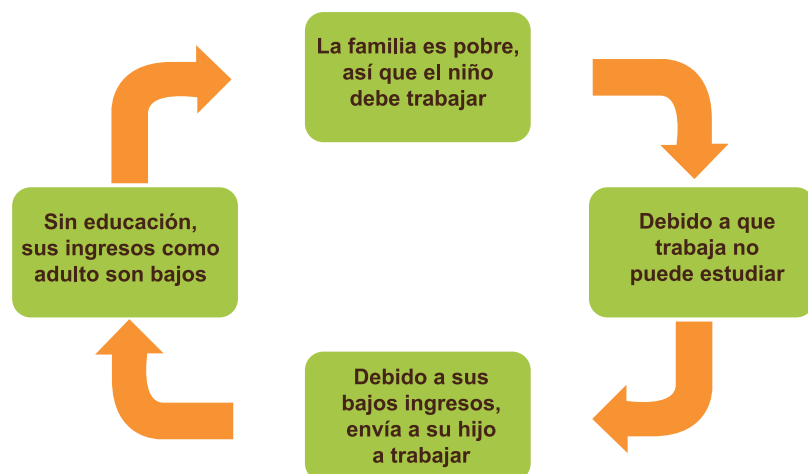 La familia es pobre,
así que el niño
debe trabajar
Debido a que
trabaja no
puede estudiar
Debido a sus
bajos ingresos,
envía a su hijo
a trabajar
Sin educación,
sus ingresos como
adulto son bajos